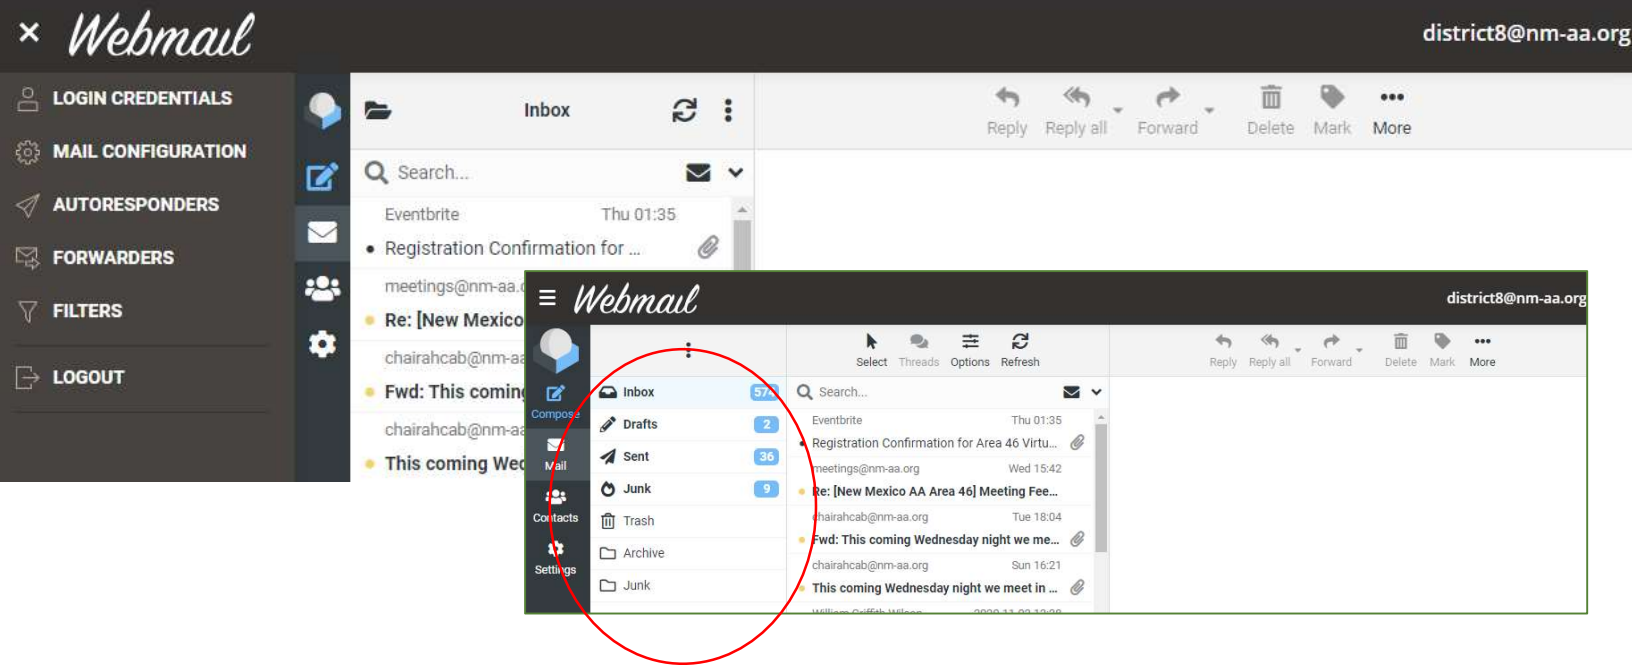 × Webmail
district8@nm-aa.org
LOGIN CREDENTIALS
MAIL CONFIGURATION
AUTORESPONDERS
FORWARDERS
FILTERS
LOGOUT
Inbox
Reply Reply all Forward Delete Mark More
Search...
Eventbrite Thu 01:35
Registration Confirmation for ...
meetings@nm-aa.
Re: [New Mexico
chairahcab@nm-aa
Fwd: This coming
chairahcab@nm-aa
This coming Wed
Webmail
district8@nm-aa.org
Select Threads Options Refresh
Reply Reply all Forward Delete Mark More
Compose
Mail
Contacts
Settings
Inbox 574
Drafts 2
Sent 36
Junk 9
Trash
Archive
Junk
Search...
Eventbrite Thu 01:35
Registration Confirmation for Area 46 Virtu...
meetings@nm-aa.org Wed 15:42
Re: [New Mexico AA Area 46] Meeting Fee...
chairahcab@nm-aa.org Tue 18:04
Fwd: This coming Wednesday night we me...
chairahcab@nm-aa.org Sun 16:21
This coming Wednesday night we meet in ...